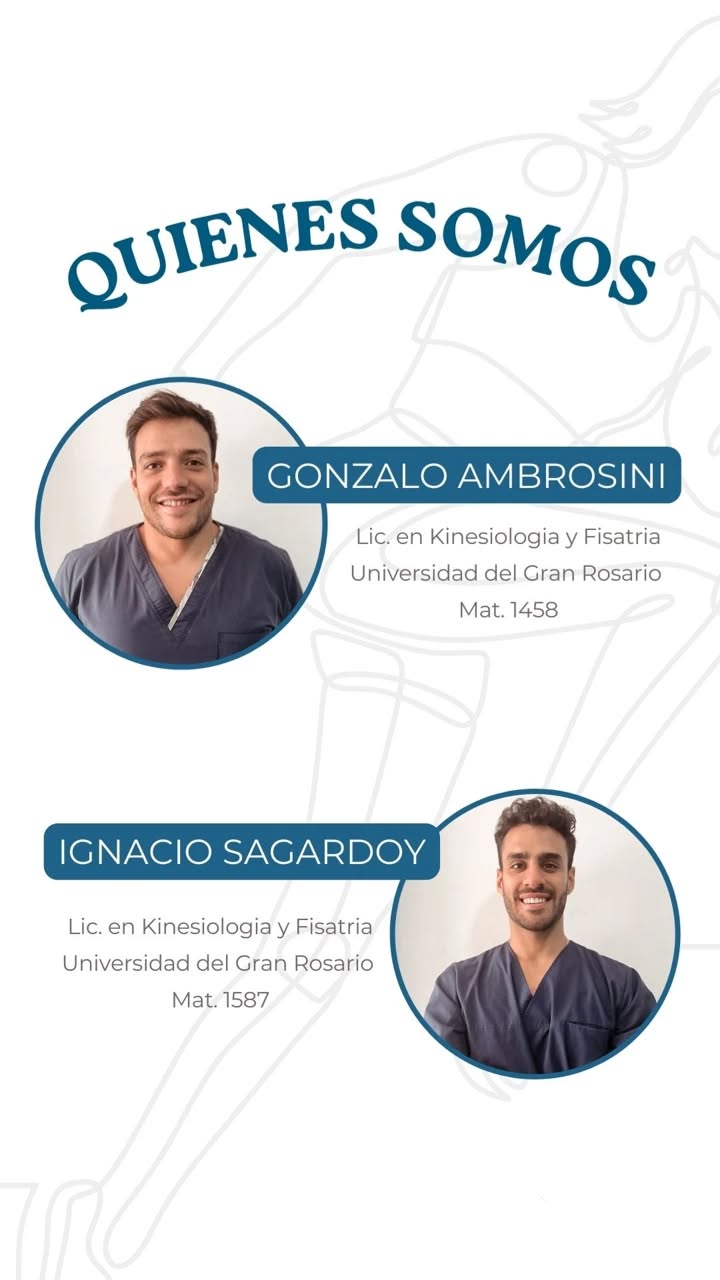 QUIENES SOMOS
GONZALO AMBROSINI
Lic. en Kinesiologia y Fisatria
Universidad del Gran Rosario
Mat. 1458
IGNACIO SAGARDOY
Lic. en Kinesiologia y Fisatria
Universidad del Gran Rosario
Mat. 1587